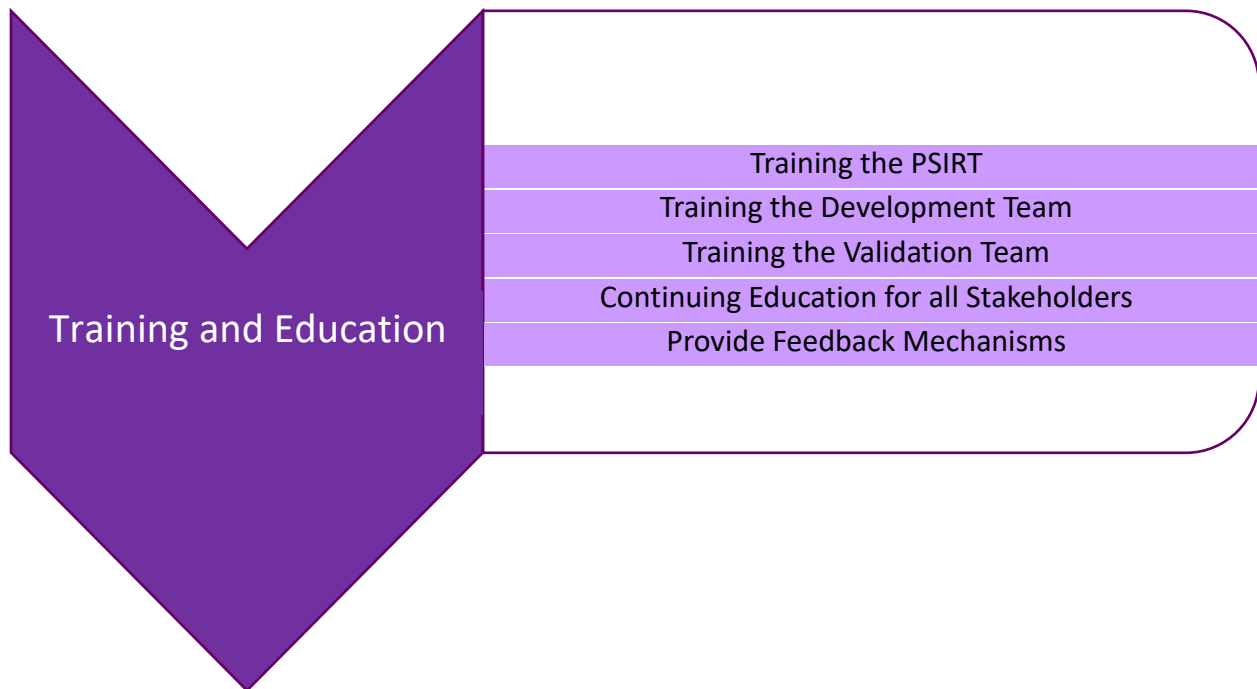 Training and Education
Training the PSIRT
Training the Development Team
Training the Validation Team
Continuing Education for all Stakeholders
Provide Feedback Mechanisms